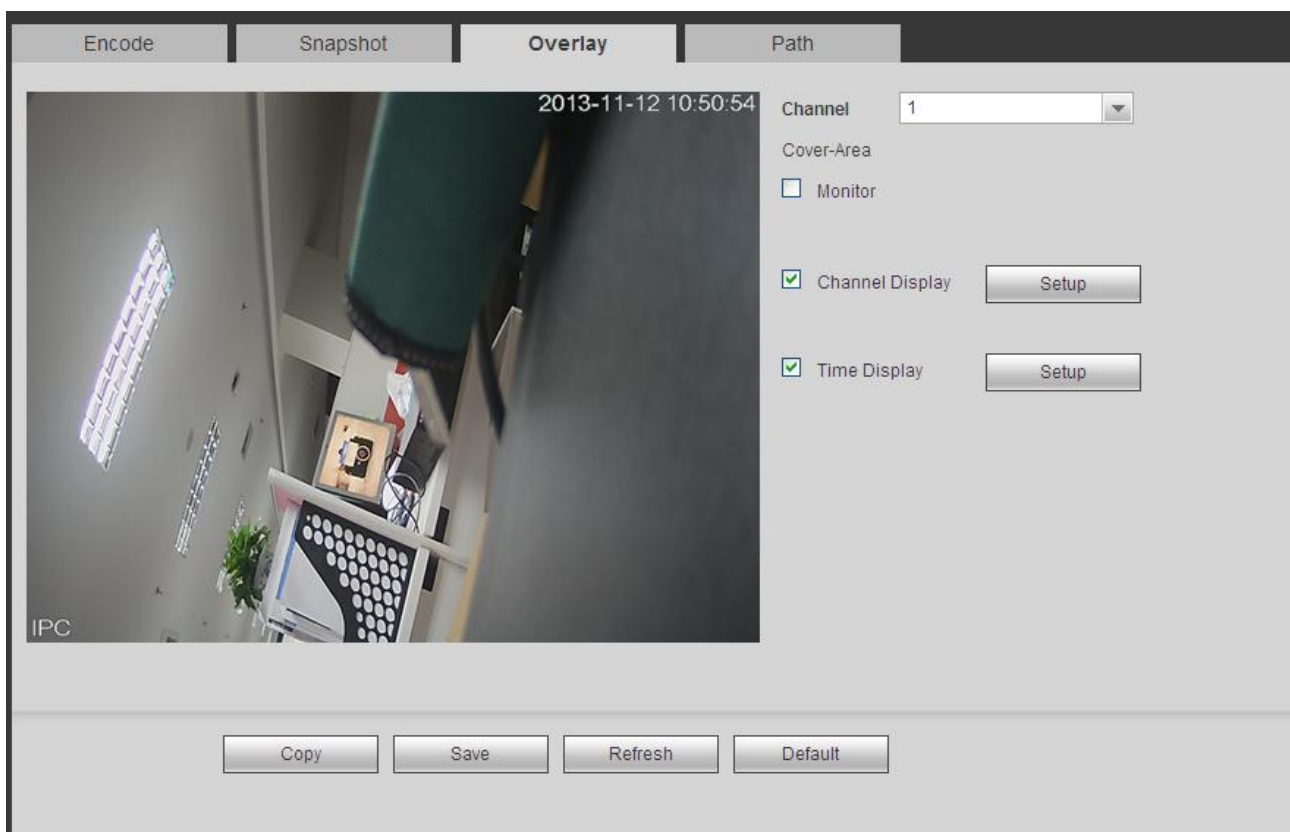 Encode
Snapshot
Overlay
Path
2013-11-12 10:50:54
IPC
Channel
1
Cover-Area
Monitor
Channel Display
Setup
Time Display
Setup
Copy
Save
Refresh
Default